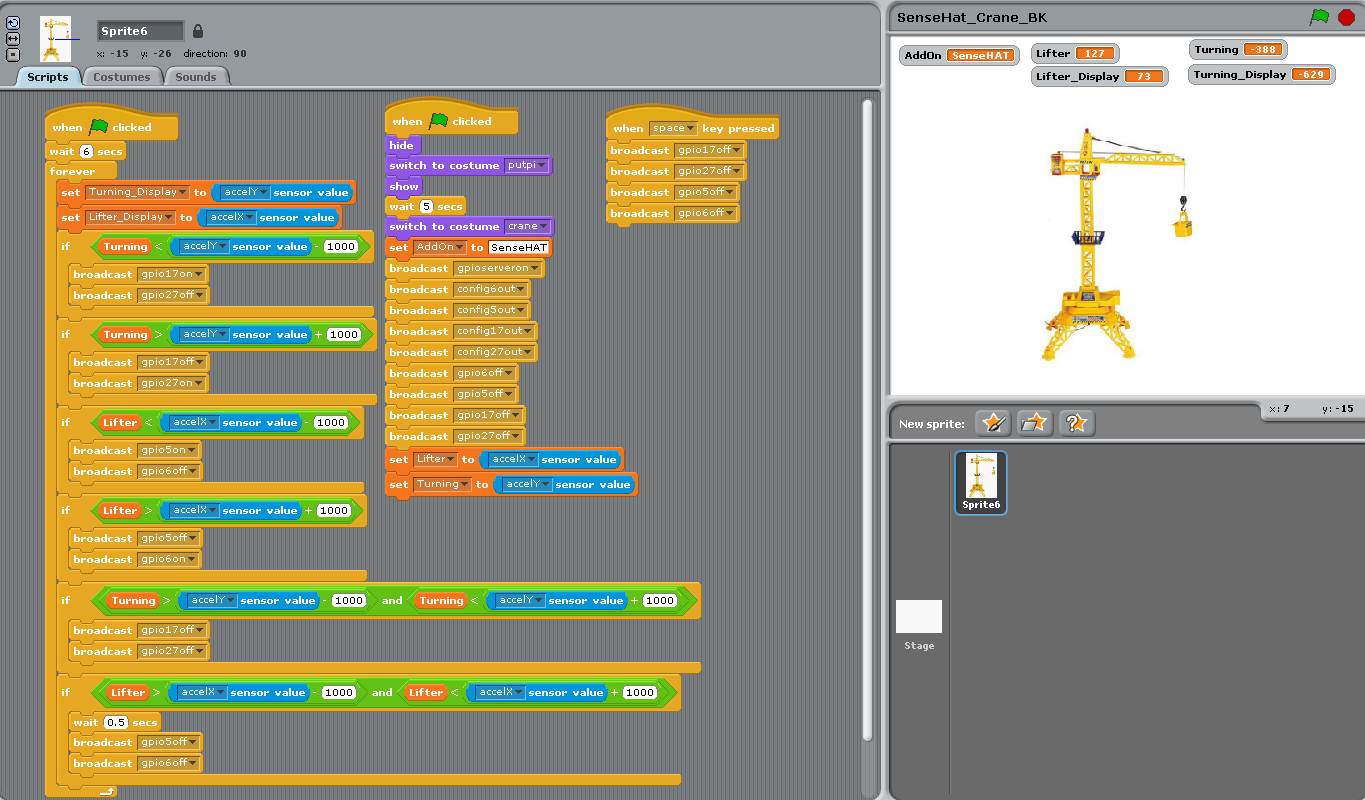 Sprite6
x: -15 y: -26 direction: 90
Scripts Costumes Sounds
when clicked
wait 6 secs
forever
set Turning_Display to accelY sensor value
set Lifter_Display to accelX sensor value
if Turning < accelY sensor value - 1000
broadcast gpio17on
broadcast gpio27off
if Turning > accelY sensor value + 1000
broadcast gpio17off
broadcast gpio27on
if Lifter < accelX sensor value - 1000
broadcast gpio5on
broadcast gpio6off
if Lifter > accelX sensor value + 1000
broadcast gpio5off
broadcast gpio6on
if Turning > accelY sensor value - 1000 and Turning < accelY sensor value + 1000
broadcast gpio17off
broadcast gpio27off
if Lifter > accelX sensor value - 1000 and Lifter < accelX sensor value + 1000
wait 0.5 secs
broadcast gpio5off
broadcast gpio6off
when clicked
hide
switch to costume putpi
show
wait 5 secs
switch to costume crane
set AddOn to SenseHAT
broadcast gpioserveron
broadcast config6out
broadcast config5out
broadcast config17out
broadcast config27out
broadcast gpio6off
broadcast gpio5off
broadcast gpio17off
broadcast gpio27off
set Lifter to accelX sensor value
set Turning to accelY sensor value
when space key pressed
broadcast gpio17off
broadcast gpio27off
broadcast gpio5off
broadcast gpio6off
SenseHat_Crane_BK
AddOn SenseHAT
Lifter 127
Lifter_Display 73
Turning -388
Turning_Display -629
x: 7 y: -15
New sprite:
Sprite6
Stage